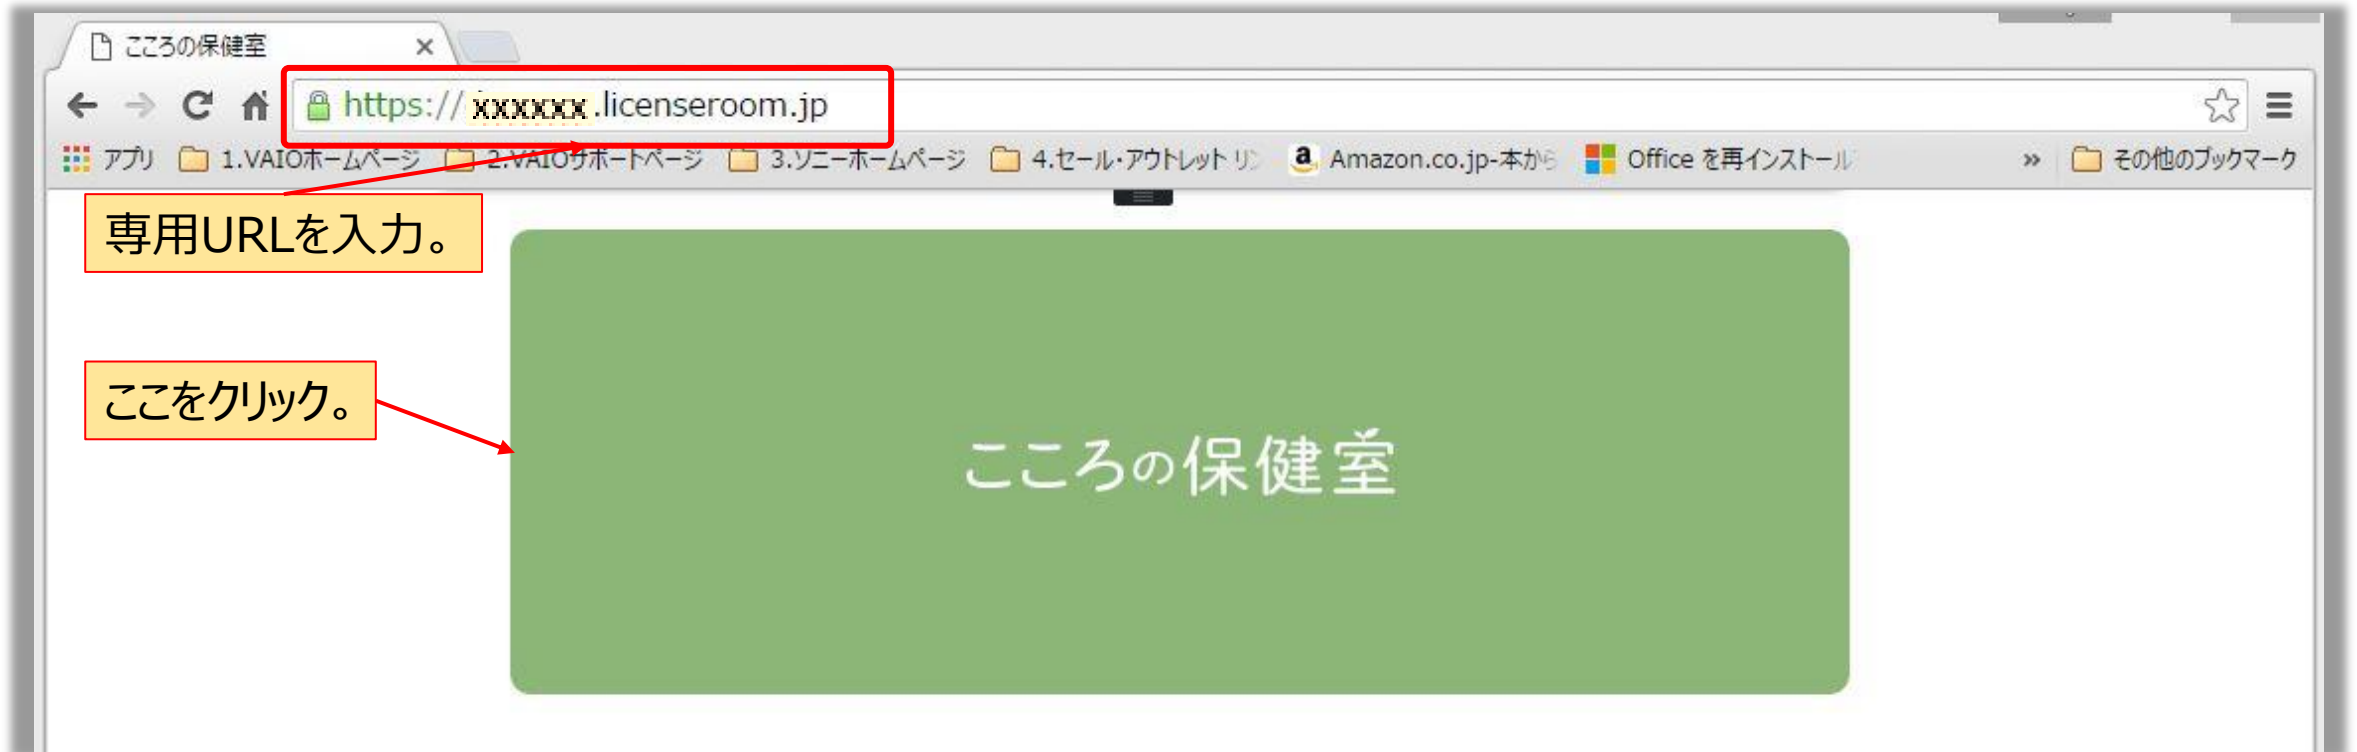 こころの保健室
https://xxxxxx.licenseroom.jp
アプリ 1.VAIOホームページ 2.VAIOサポートページ 3.ソニーホームページ 4.セール・アウトレット リ Amazon.co.jp-本から Office を再インストール » その他のブックマーク
専用URLを入力。
ここをクリック。
こころの保健室